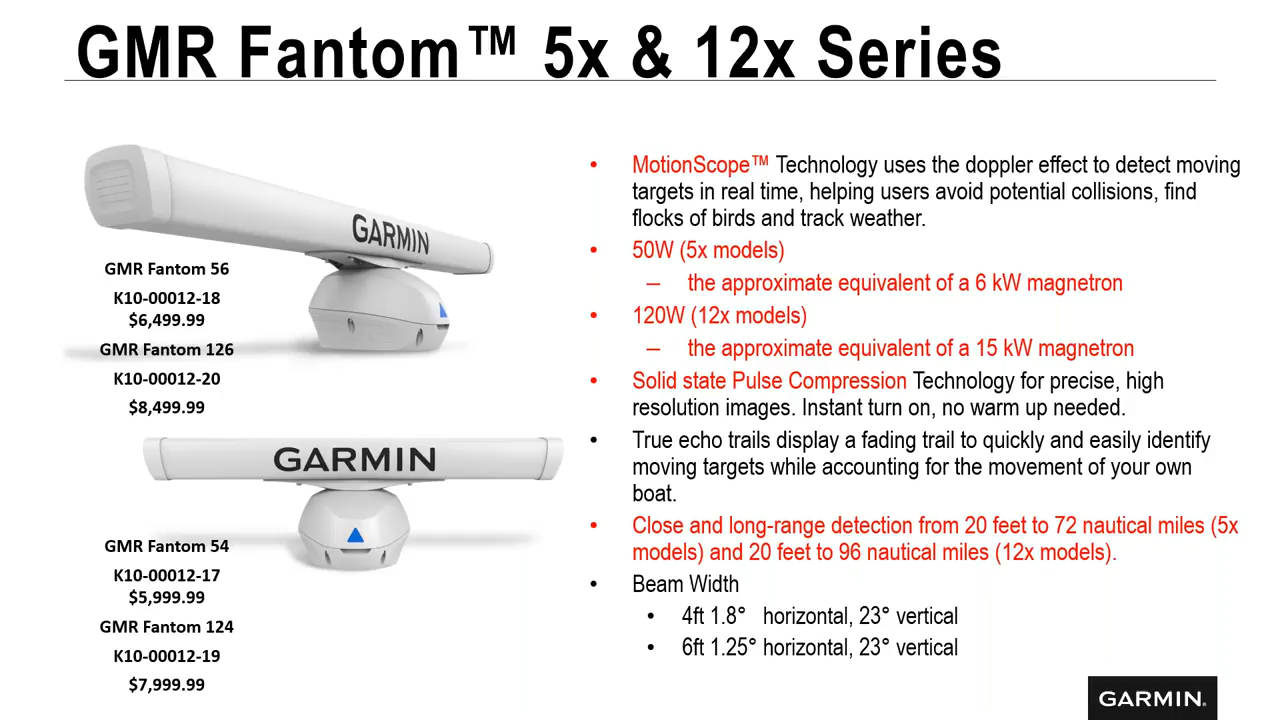 GMR Fantom™ 5x & 12x Series
GARMIN
GMR Fantom 56
K10-00012-18
$6,499.99
GMR Fantom 126
K10-00012-20
$8,499.99
GARMIN
GMR Fantom 54
K10-00012-17
$5,999.99
GMR Fantom 124
K10-00012-19
$7,999.99
• MotionScope™ Technology uses the doppler effect to detect moving
targets in real time, helping users avoid potential collisions, find
flocks of birds and track weather.
• 50W (5x models)
– the approximate equivalent of a 6 kW magnetron
• 120W (12x models)
– the approximate equivalent of a 15 kW magnetron
• Solid state Pulse Compression Technology for precise, high
resolution images. Instant turn on, no warm up needed.
• True echo trails display a fading trail to quickly and easily identify
moving targets while accounting for the movement of your own
boat.
• Close and long-range detection from 20 feet to 72 nautical miles (5x
models) and 20 feet to 96 nautical miles (12x models).
• Beam Width
• 4ft 1.8° horizontal, 23° vertical
• 6ft 1.25° horizontal, 23° vertical
GARMIN.